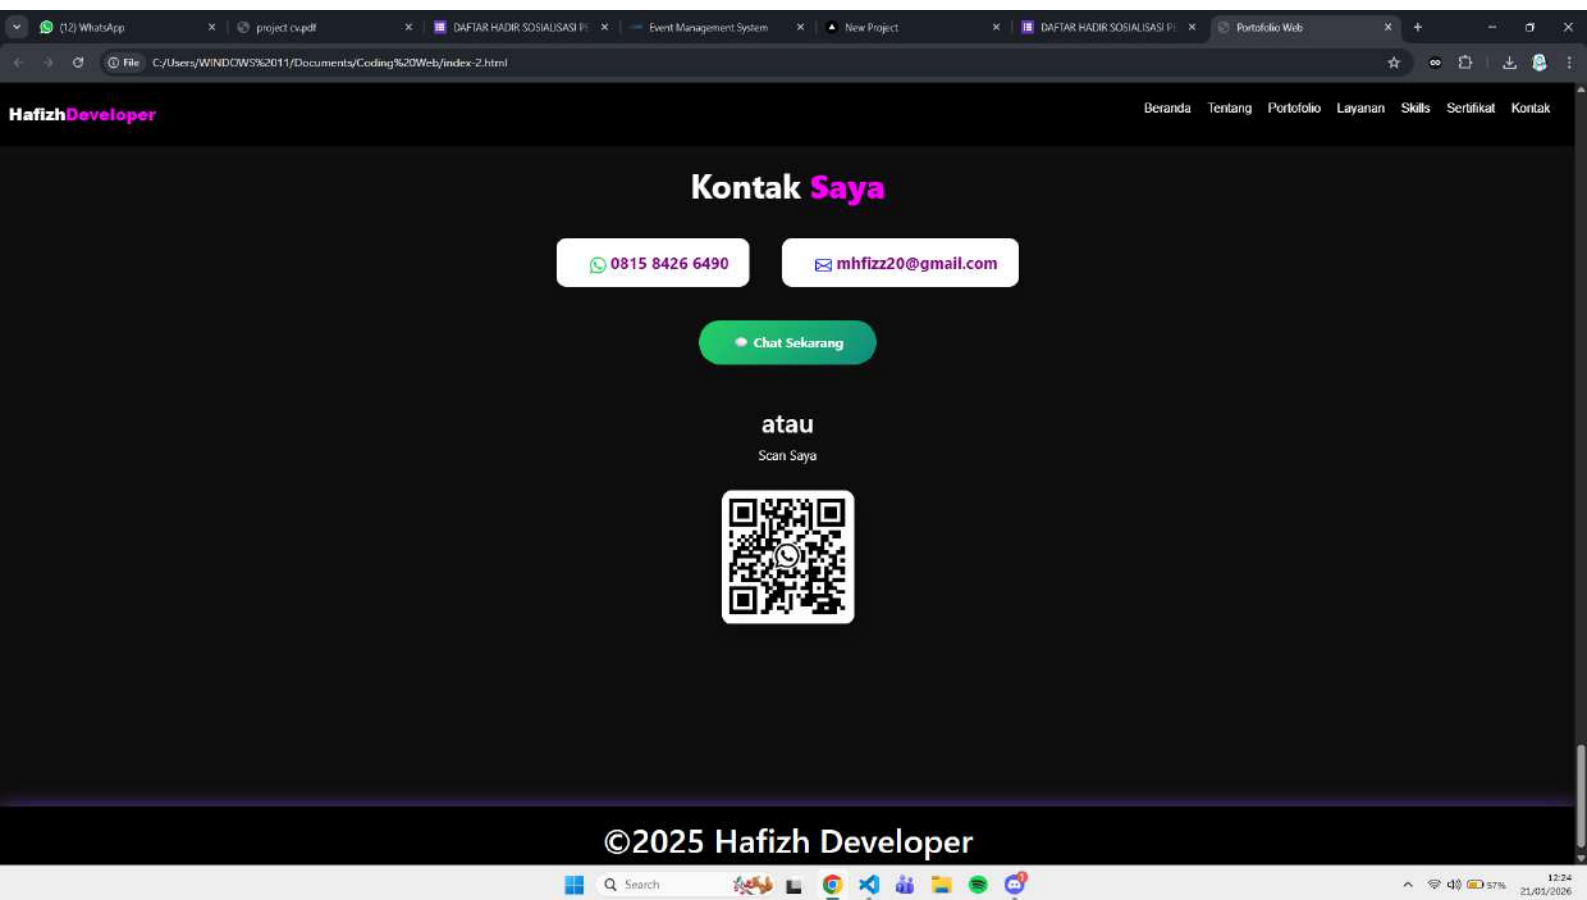 (12) WhatsApp
project cv.pdf
DAFTAR HADIR SOSIALISASI PE
Event Management System
New Project
DAFTAR HADIR SOSIALISASI PE
Portofolio Web
File
C:/Users/WINDOWS%2011/Documents/Coding%20Web/index-2.html
HafizhDeveloper
Beranda Tentang Portofolio Layanan Skills Sertifikat Kontak
Kontak Saya
0815 8426 6490
mhfizz20@gmail.com
Chat Sekarang
atau
Scan Saya
©2025 Hafizh Developer
Search
57%
12:24
21/01/2026